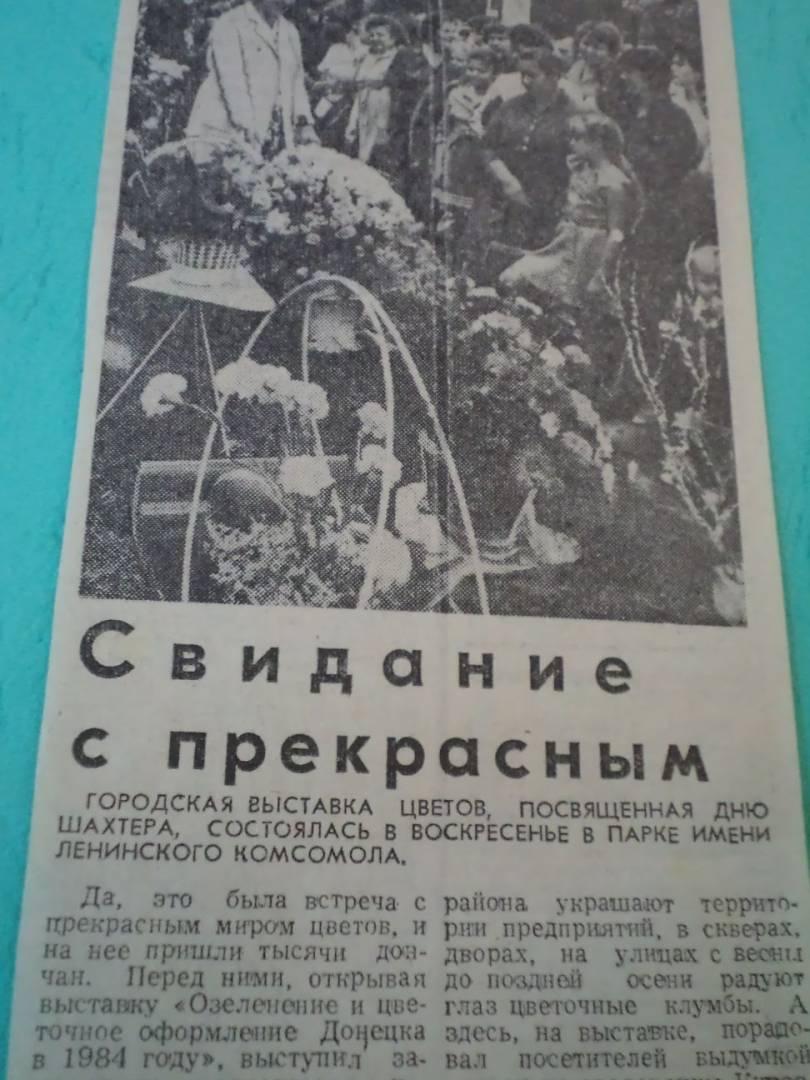 Свидание
с прекрасным
ГОРОДСКАЯ ВЫСТАВКА ЦВЕТОВ, ПОСВЯЩЕННАЯ ДНЮ
ШАХТЕРА, СОСТОЯЛАСЬ В ВОСКРЕСЕНЬЕ В ПАРКЕ ИМЕНИ
ЛЕНИНСКОГО КОМСОМОЛА.
Да, это была встреча с
прекрасным миром цветов, и
на нее пришли тысячи дон-
чан. Перед ними, открывая
выставку «Озеленение и цве-
точное оформление Донецка
в 1984 году», выступил за-
района украшают террито-
рии предприятий, в скверах,
дворах, на улицах с весны
до поздней осени радуют
глаз цветочные клумбы. А
здесь, на выставке, порадо-
вал посетителей выдумкой